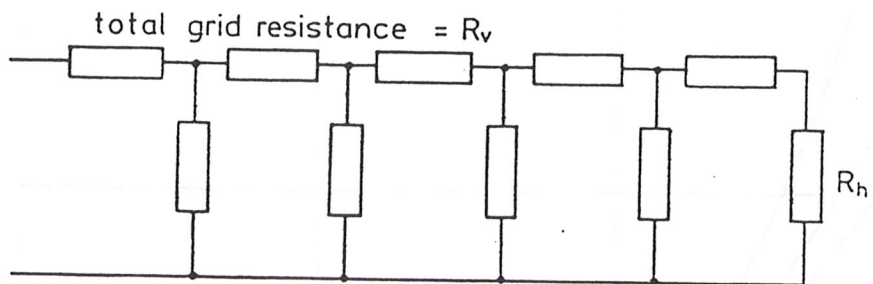 total grid resistance = Rᵥ
Rₕ